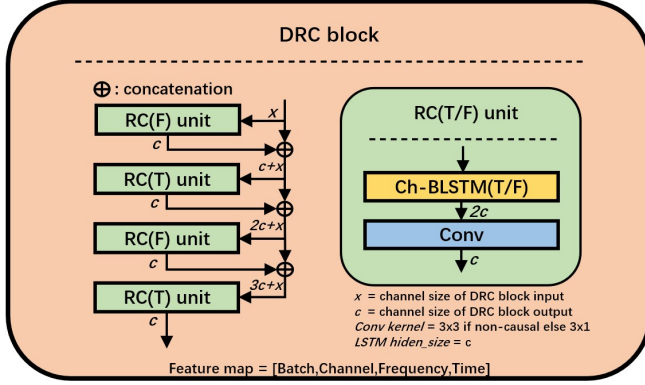 DRC block
⊕ : concatenation
RC(F) unit
x
c
c+x
RC(T) unit
c
2c+x
RC(F) unit
c
3c+x
RC(T) unit
c
RC(T/F) unit
Ch-BLSTM(T/F)
2c
Conv
c
x = channel size of DRC block input
c = channel size of DRC block output
Conv kernel = 3x3 if non-causal else 3x1
LSTM hiden_size = c
Feature map = [Batch,Channel,Frequency,Time]